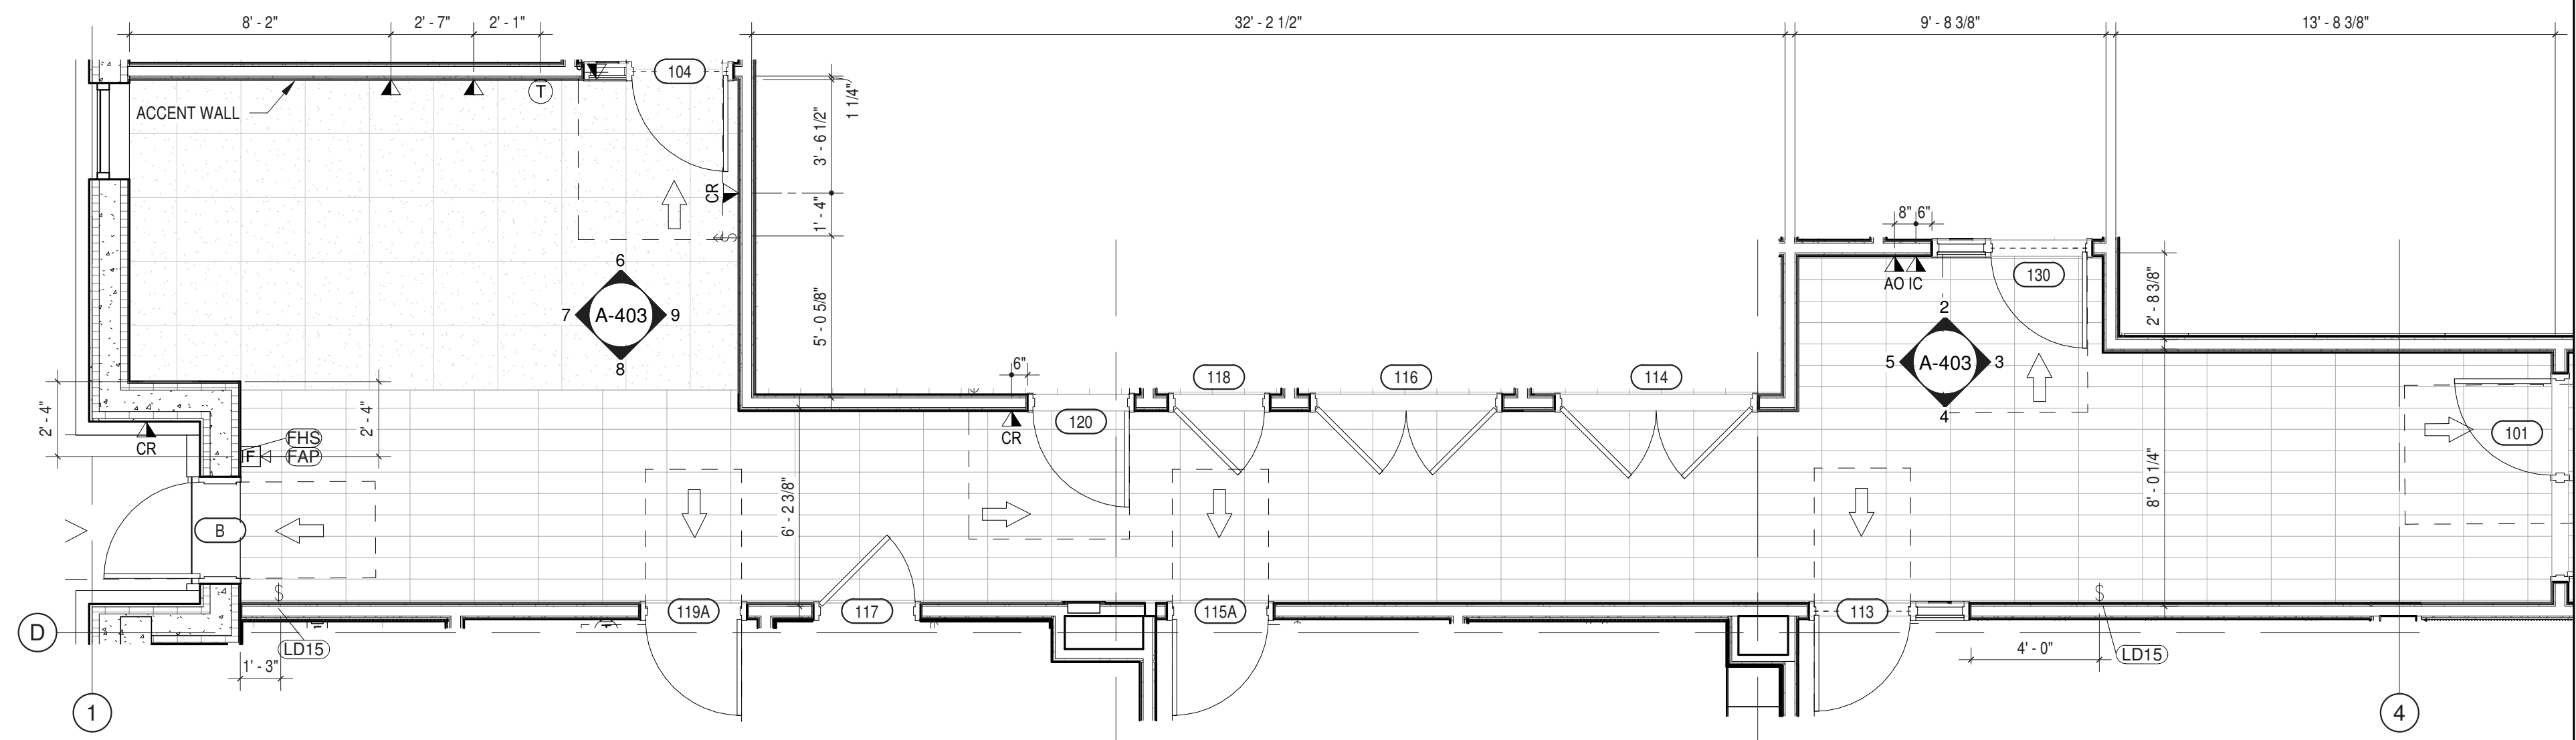 8' - 2"
2' - 7"
2' - 1"
32' - 2 1/2"
9' - 8 3/8"
13' - 8 3/8"
104
T
ACCENT WALL
1 1/4"
3' - 6 1/2"
CR
1' - 4"
$
5' - 0 5/8"
6
7
A-403
9
8
8"
6"
AO IC
130
2
5
A-403
3
4
2' - 8 3/8"
6"
118
116
114
CR
120
101
2' - 4"
2' - 4"
CR
FHS
F
FAP
B
6' - 2 3/8"
8' - 0 1/4"
$
$
119A
117
115A
113
D
LD15
1' - 3"
4' - 0"
LD15
1
4